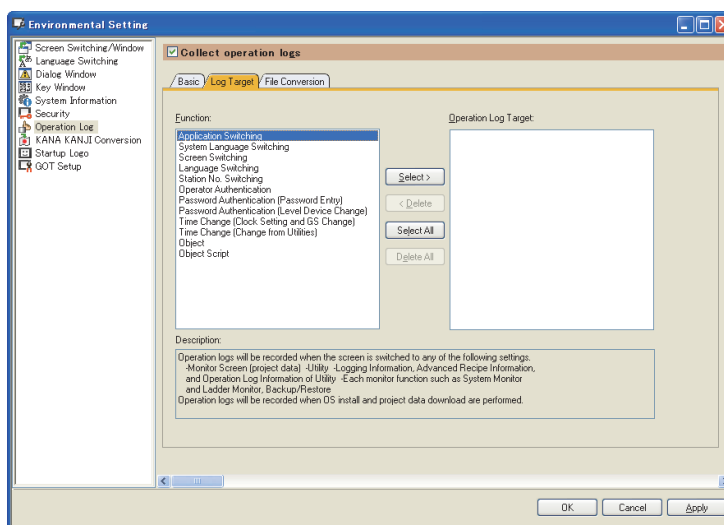 Environmental Setting
Screen Switching/Window
Language Switching
Dialog Window
Key Window
System Information
Security
Operation Log
KANA KANJI Conversion
Startup Logo
GOT Setup
Collect operation logs
Basic
Log Target
File Conversion
Function:
Application Switching
System Language Switching
Screen Switching
Language Switching
Station No. Switching
Operator Authentication
Password Authentication (Password Entry)
Password Authentication (Level Device Change)
Time Change (Clock Setting and GS Change)
Time Change (Change from Utilities)
Object
Object Script
Select >
< Delete
Select All
Delete All
Operation Log Target:
Description:
Operation logs will be recorded when the screen is switched to any of the following settings.
-Monitor Screen (project data) -Utility -Logging Information, Advanced Recipe Information,
and Operation Log Information of Utility -Each monitor function such as System Monitor
and Ladder Monitor, Backup/Restore
Operation logs will be recorded when OS install and project data download are performed.
OK
Cancel
Apply